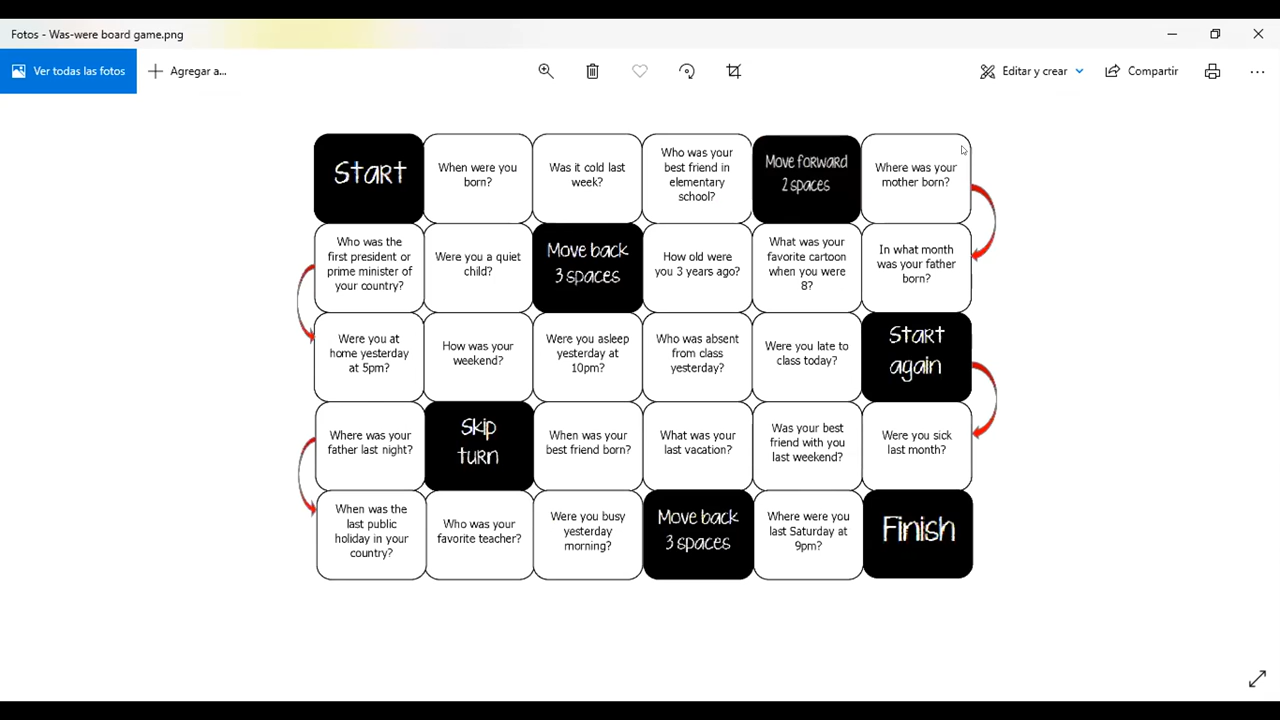 Fotos - Was-were board game.png
Ver todas las fotos
Agregar a...
Editar y crear
Compartir
Start
When were you
born?
Was it cold last
week?
Who was your
best friend in
elementary
school?
Move forward
2 spaces
Where was your
mother born?
Who was the
first president or
prime minister of
your country?
Were you a quiet
child?
Move back
3 spaces
How old were
you 3 years ago?
What was your
favorite cartoon
when you were
8?
In what month
was your father
born?
Were you at
home yesterday
at 5pm?
How was your
weekend?
Were you asleep
yesterday at
10pm?
Who was absent
from class
yesterday?
Were you late to
class today?
Start
again
Where was your
father last night?
Skip
turn
When was your
best friend born?
What was your
last vacation?
Was your best
friend with you
last weekend?
Were you sick
last month?
When was the
last public
holiday in your
country?
Who was your
favorite teacher?
Were you busy
yesterday
morning?
Move back
3 spaces
Where were you
last Saturday at
9pm?
Finish